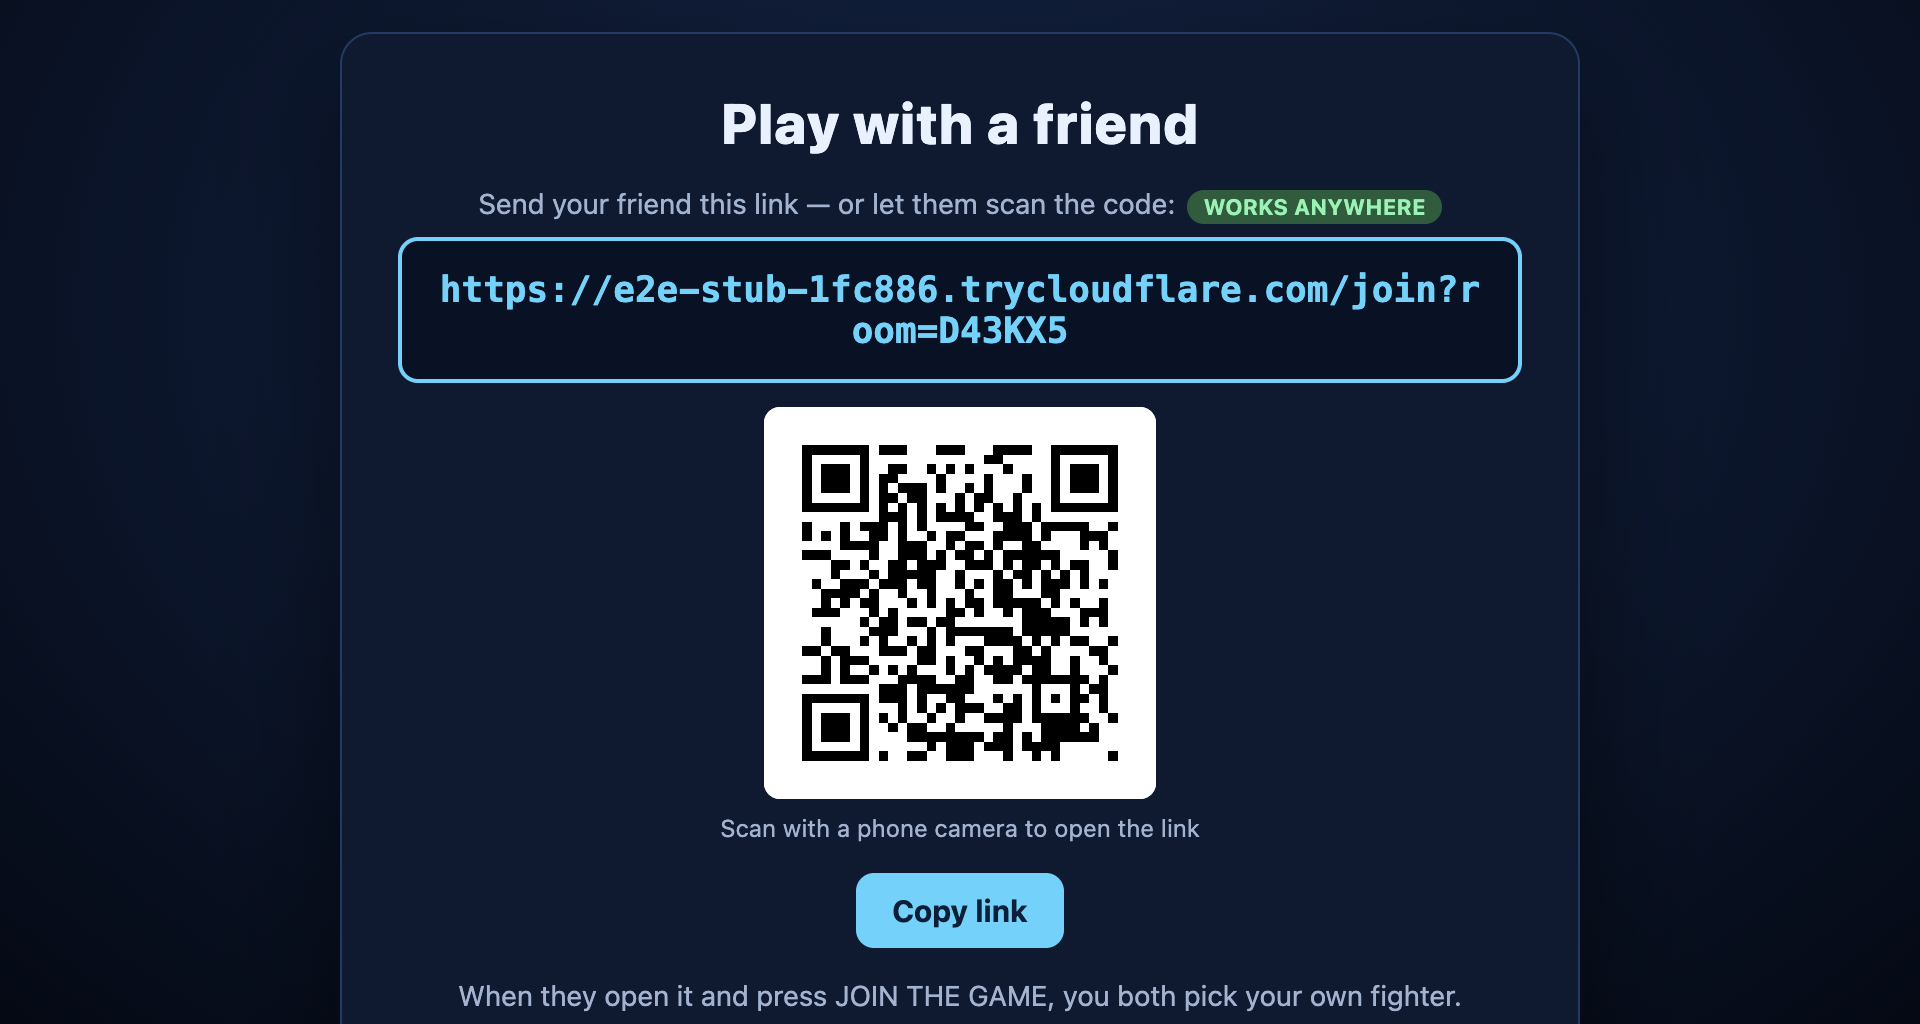 Play with a friend
Send your friend this link — or let them scan the code: WORKS ANYWHERE
https://e2e-stub-1fc886.trycloudflare.com/join?r
oom=D43KX5
Scan with a phone camera to open the link
Copy link
When they open it and press JOIN THE GAME, you both pick your own fighter.